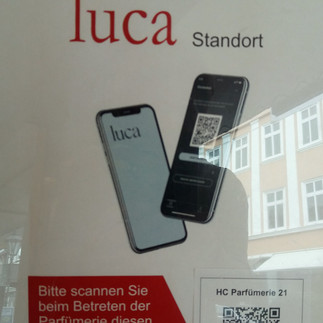 luca Standort
luca
Bitte scannen Sie
beim Betreten der
Parfümerie diesen
HC Parfümerie 21